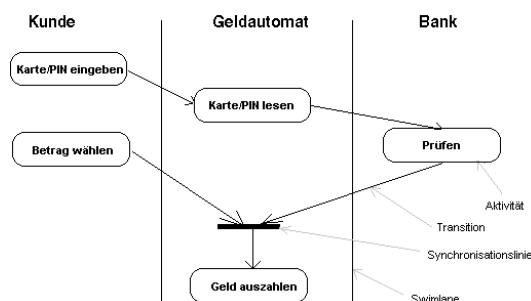 Kunde
Geldautomat
Bank
Karte/PIN eingeben
Karte/PIN lesen
Betrag wählen
Prüfen
Aktivität
Transition
Synchronisationslinie
Geld auszahlen
Swimlane